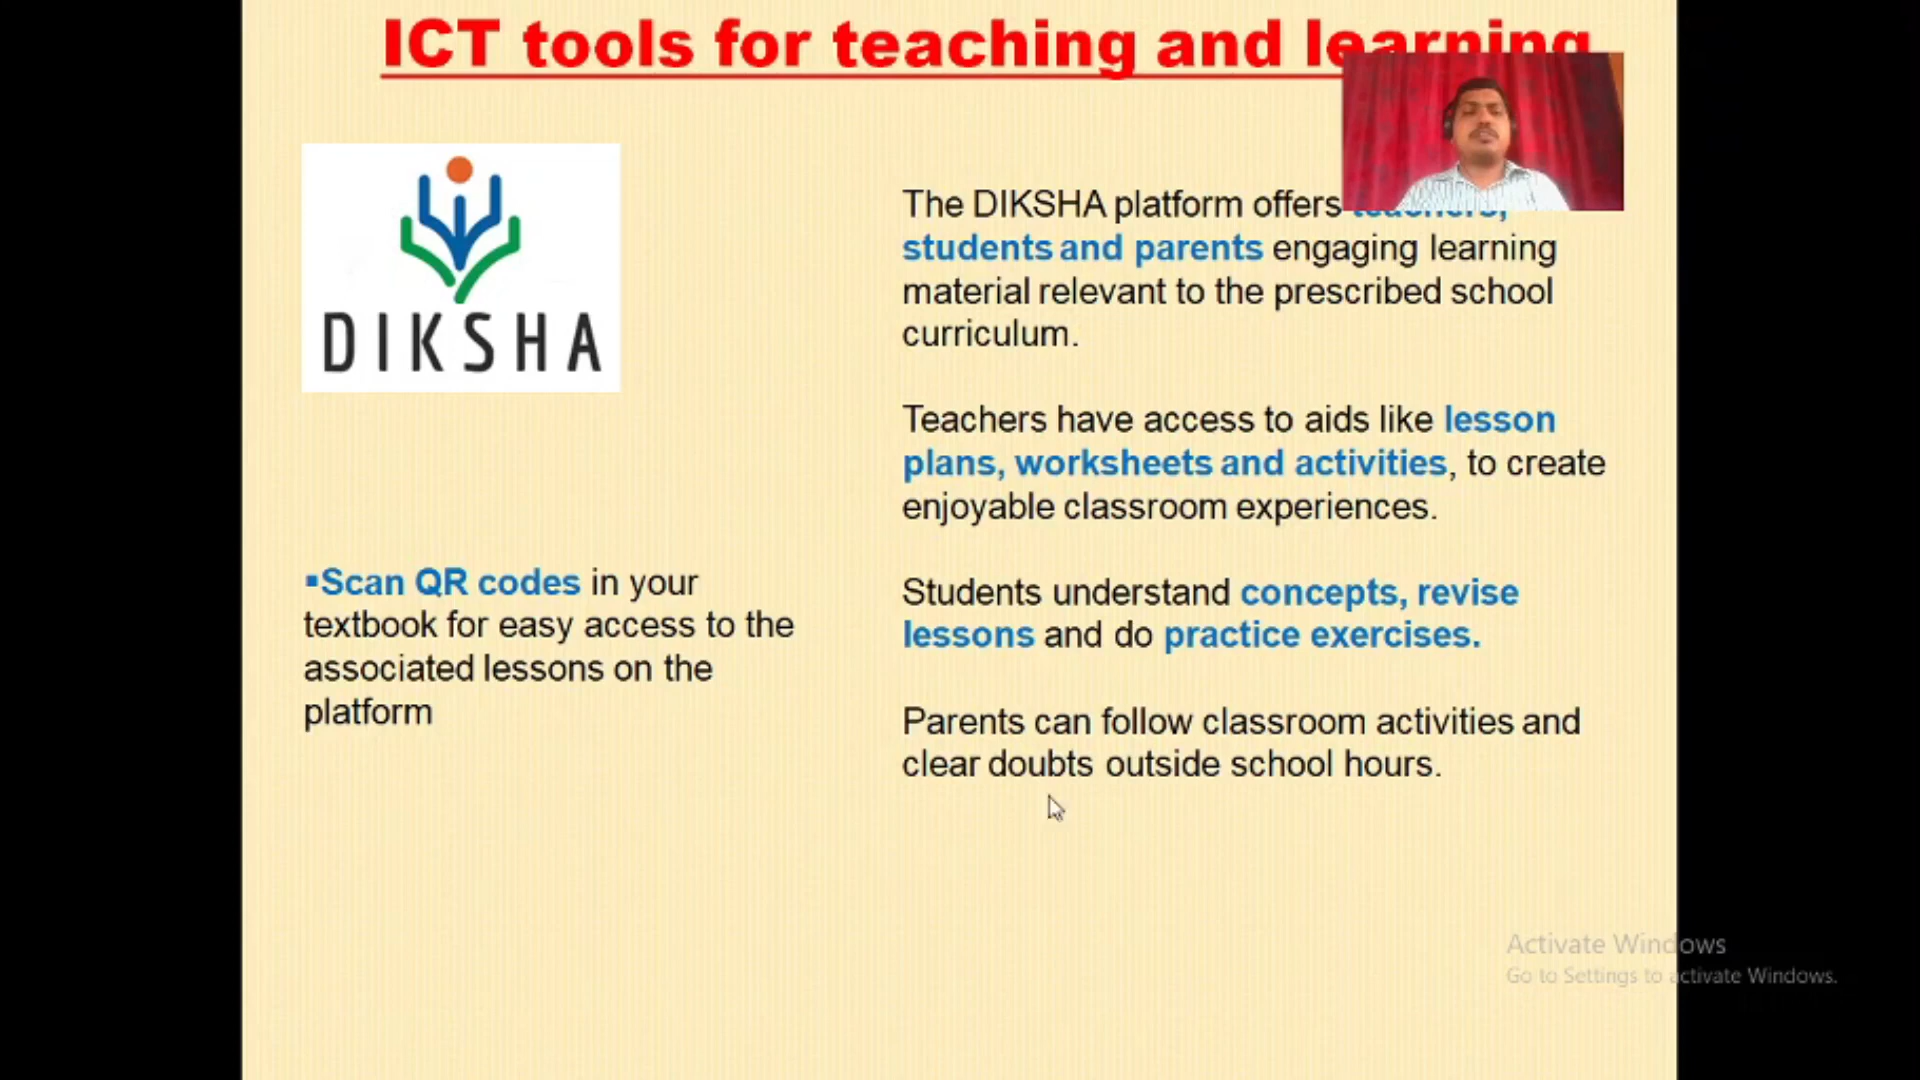 ICT tools for teaching and learning
DIKSHA
The DIKSHA platform offers teachers,
students and parents engaging learning
material relevant to the prescribed school
curriculum.
Teachers have access to aids like lesson
plans, worksheets and activities, to create
enjoyable classroom experiences.
Students understand concepts, revise
lessons and do practice exercises.
Parents can follow classroom activities and
clear doubts outside school hours.
▪Scan QR codes in your
textbook for easy access to the
associated lessons on the
platform
Activate Windows
Go to Settings to activate Windows.